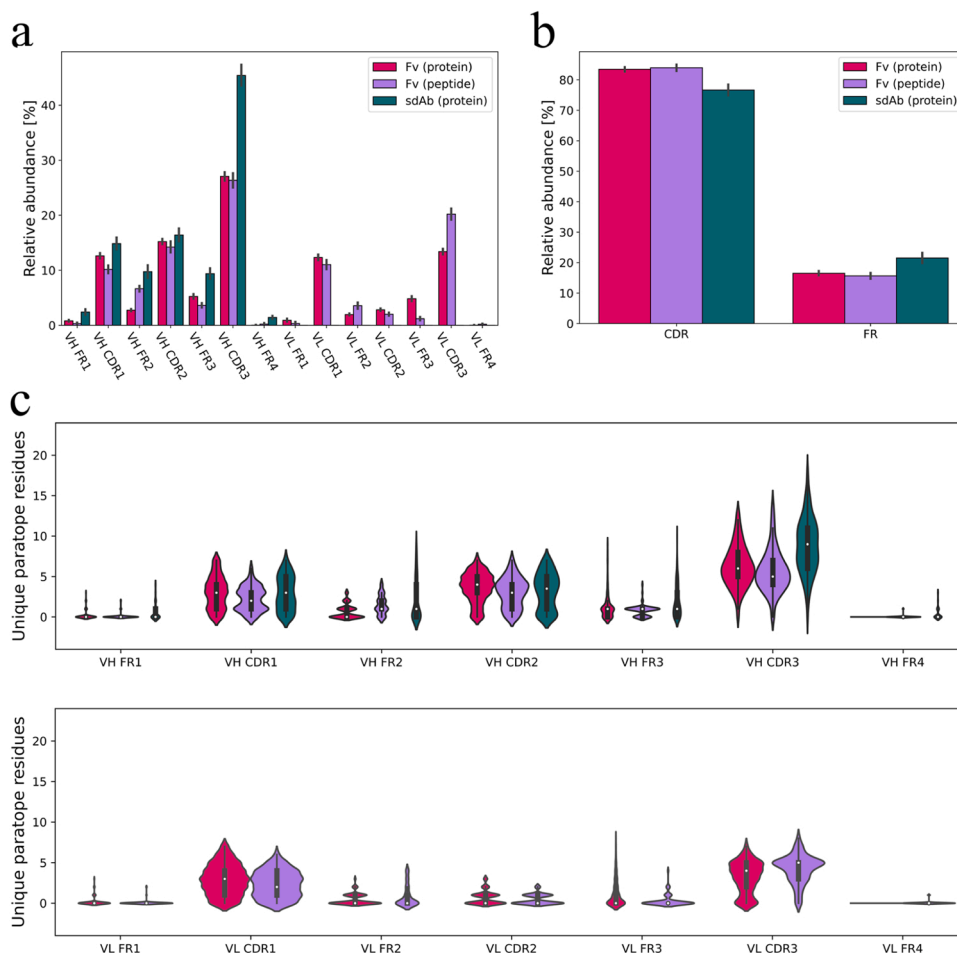 a
Relative abundance [%]
40
30
20
10
0
Fv (protein)
Fv (peptide)
sdAb (protein)
VH FR1
VH CDR1
VH FR2
VH CDR2
VH FR3
VH CDR3
VH FR4
VL FR1
VL CDR1
VL FR2
VL CDR2
VL FR3
VL CDR3
VL FR4
b
Relative abundance [%]
80
70
60
50
40
30
20
10
0
Fv (protein)
Fv (peptide)
sdAb (protein)
CDR
FR
c
Unique paratope residues
20
15
10
5
0
VH FR1
VH CDR1
VH FR2
VH CDR2
VH FR3
VH CDR3
VH FR4
Unique paratope residues
20
15
10
5
0
VL FR1
VL CDR1
VL FR2
VL CDR2
VL FR3
VL CDR3
VL FR4